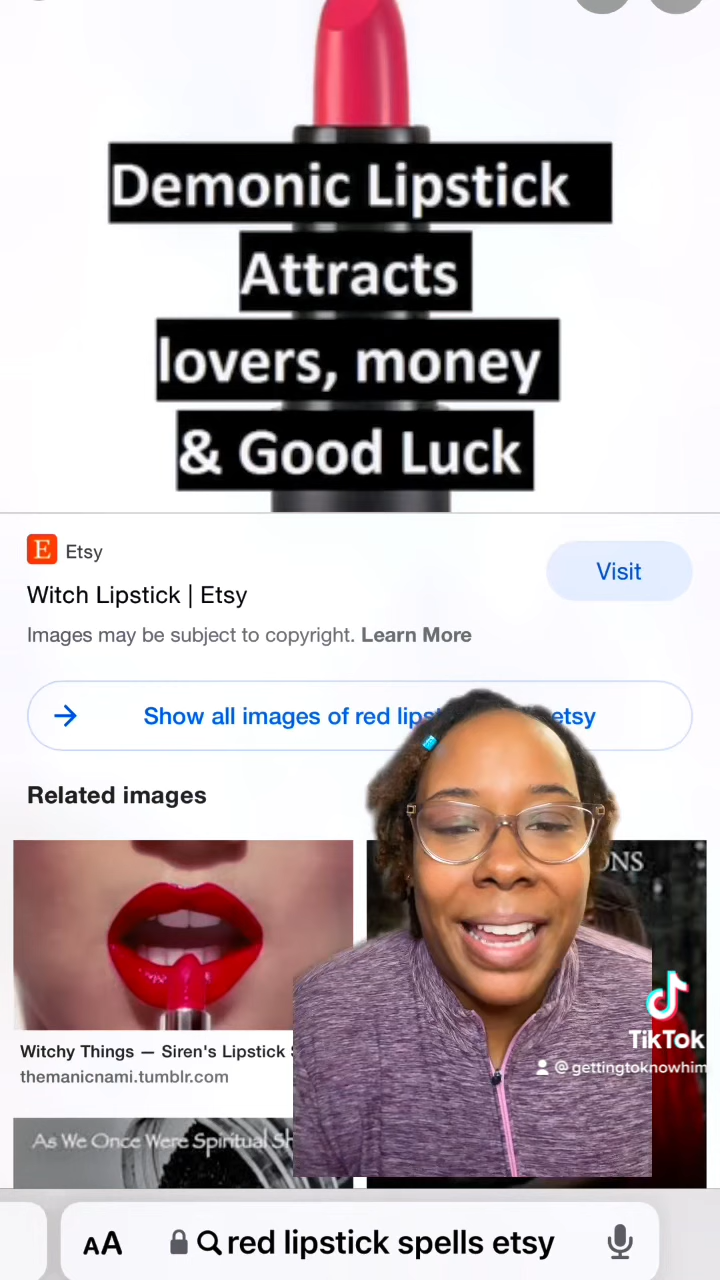 Demonic Lipstick
Attracts
lovers, money
& Good Luck
E Etsy
Witch Lipstick | Etsy
Images may be subject to copyright. Learn More
Visit
Show all images of red etsy
Related images
ONS
Witchy Things — Siren's Lipstick
themanicnami.tumblr.com
TikTok
@gettingtoknowhim
As We Once Were Spiritual
AA red lipstick spells etsy